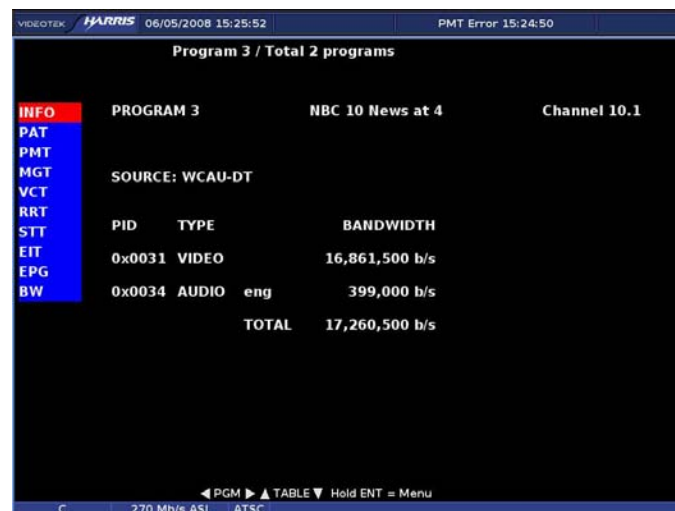 VIDEOTEK HARRIS 06/05/2008 15:25:52 PMT Error 15:24:50
Program 3 / Total 2 programs
INFO PROGRAM 3 NBC 10 News at 4 Channel 10.1
PAT
PMT
MGT SOURCE: WCAU-DT
VCT
RRT
STT PID TYPE BANDWIDTH
EIT 0x0031 VIDEO 16,861,500 b/s
EPG
BW 0x0034 AUDIO eng 399,000 b/s
TOTAL 17,260,500 b/s
◀ PGM ▶ ▲ TABLE ▼ Hold ENT = Menu
C 270 Mb/s ASI ATSC